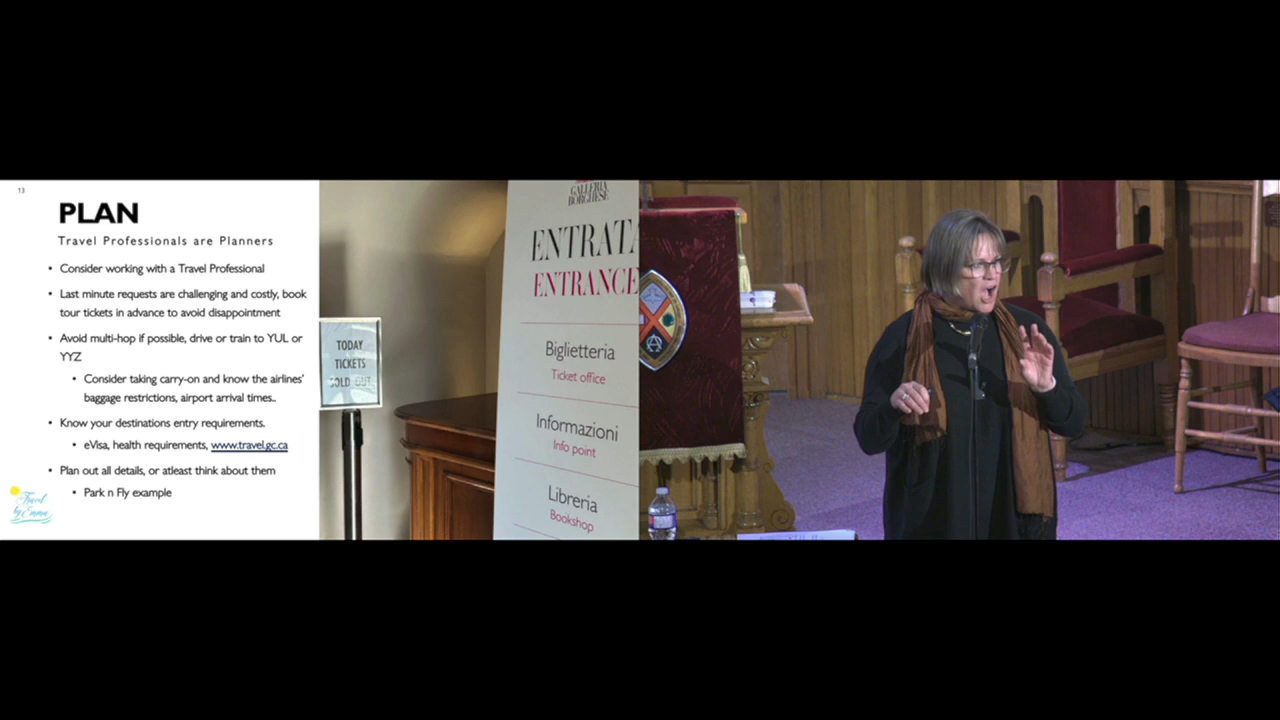 13
PLAN
Travel Professionals are Planners
• Consider working with a Travel Professional
• Last minute requests are challenging and costly, book
tour tickets in advance to avoid disappointment
• Avoid multi-hop if possible, drive or train to YUL or
YYZ
• Consider taking carry-on and know the airlines'
baggage restrictions, airport arrival times..
• Know your destinations entry requirements.
• eVisa, health requirements, www.travel.gc.ca
• Plan out all details, or atleast think about them
• Park n Fly example
Travel
by Emma
TODAY
TICKETS
SOLD OUT
GALLERIA
BORGHESE
ENTRATA
ENTRANCE
Biglietteria
Ticket office
Informazioni
Info point
Libreria
Bookshop